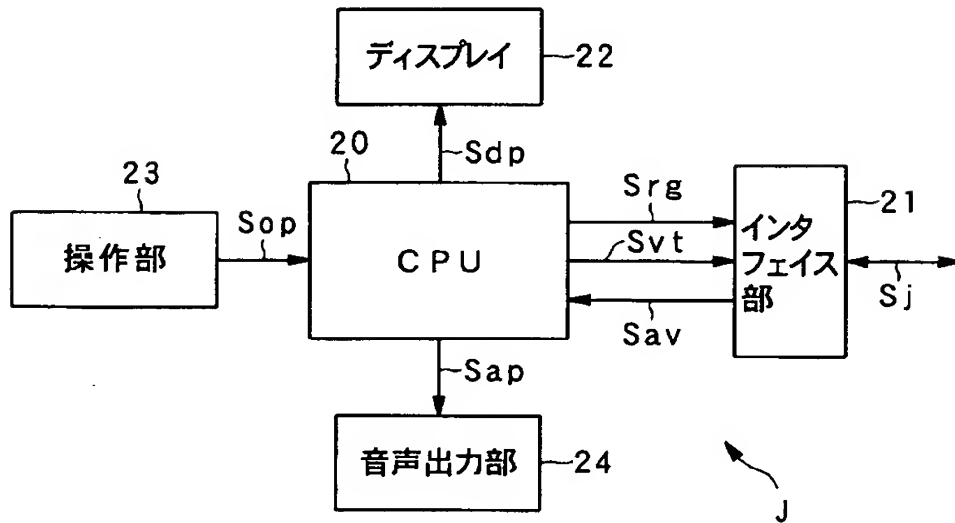 ディスプレイ
22
20
Sdp
23
Srg
21
Sop
操作部
CPU
Svt
インタ
フェイス
部
Sj
Sav
Sap
音声出力部
24
J